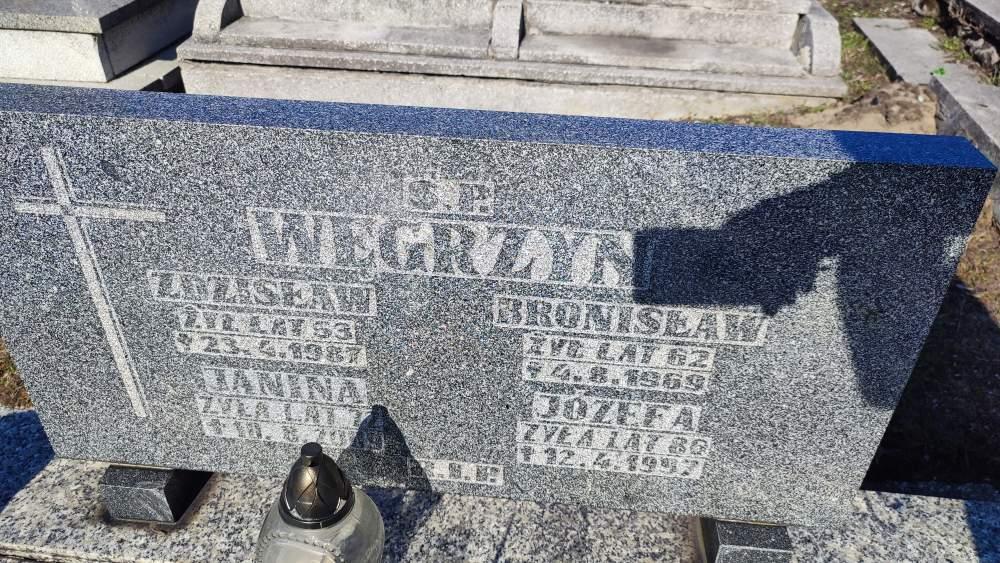 Ś.P.
WĘGRZYN
ZDZISŁAW
ŻYŁ LAT 53
† 23.4.1987
JANINA
ŻYŁA LAT
BRONISŁAW
ŻYŁ LAT 62
† 4.8.1969
JÓZEFA
ŻYŁA LAT 86
† 12.4.1997